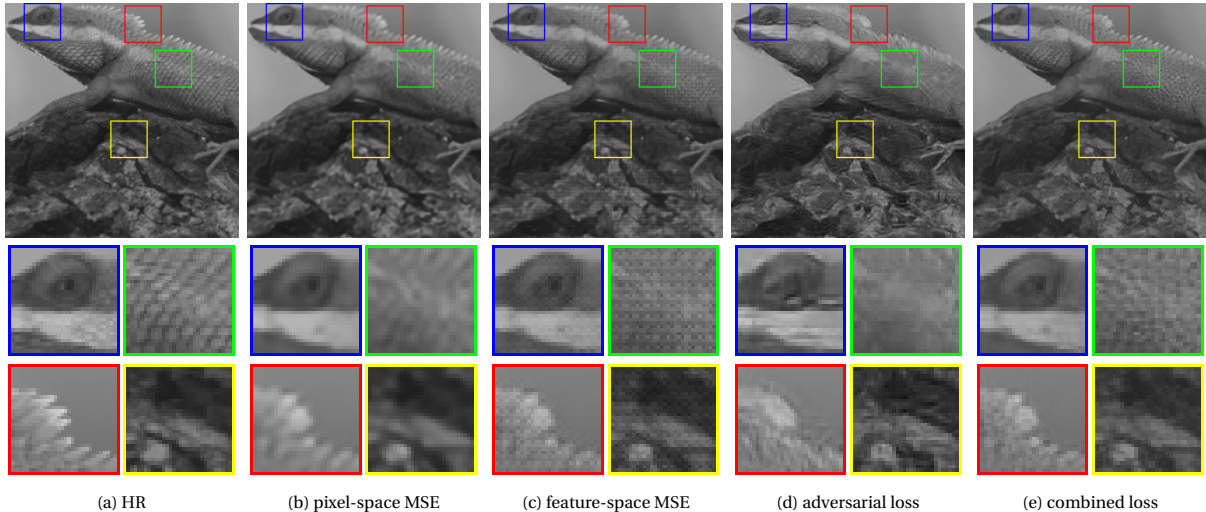 (a) HR
(b) pixel-space MSE
(c) feature-space MSE
(d) adversarial loss
(e) combined loss